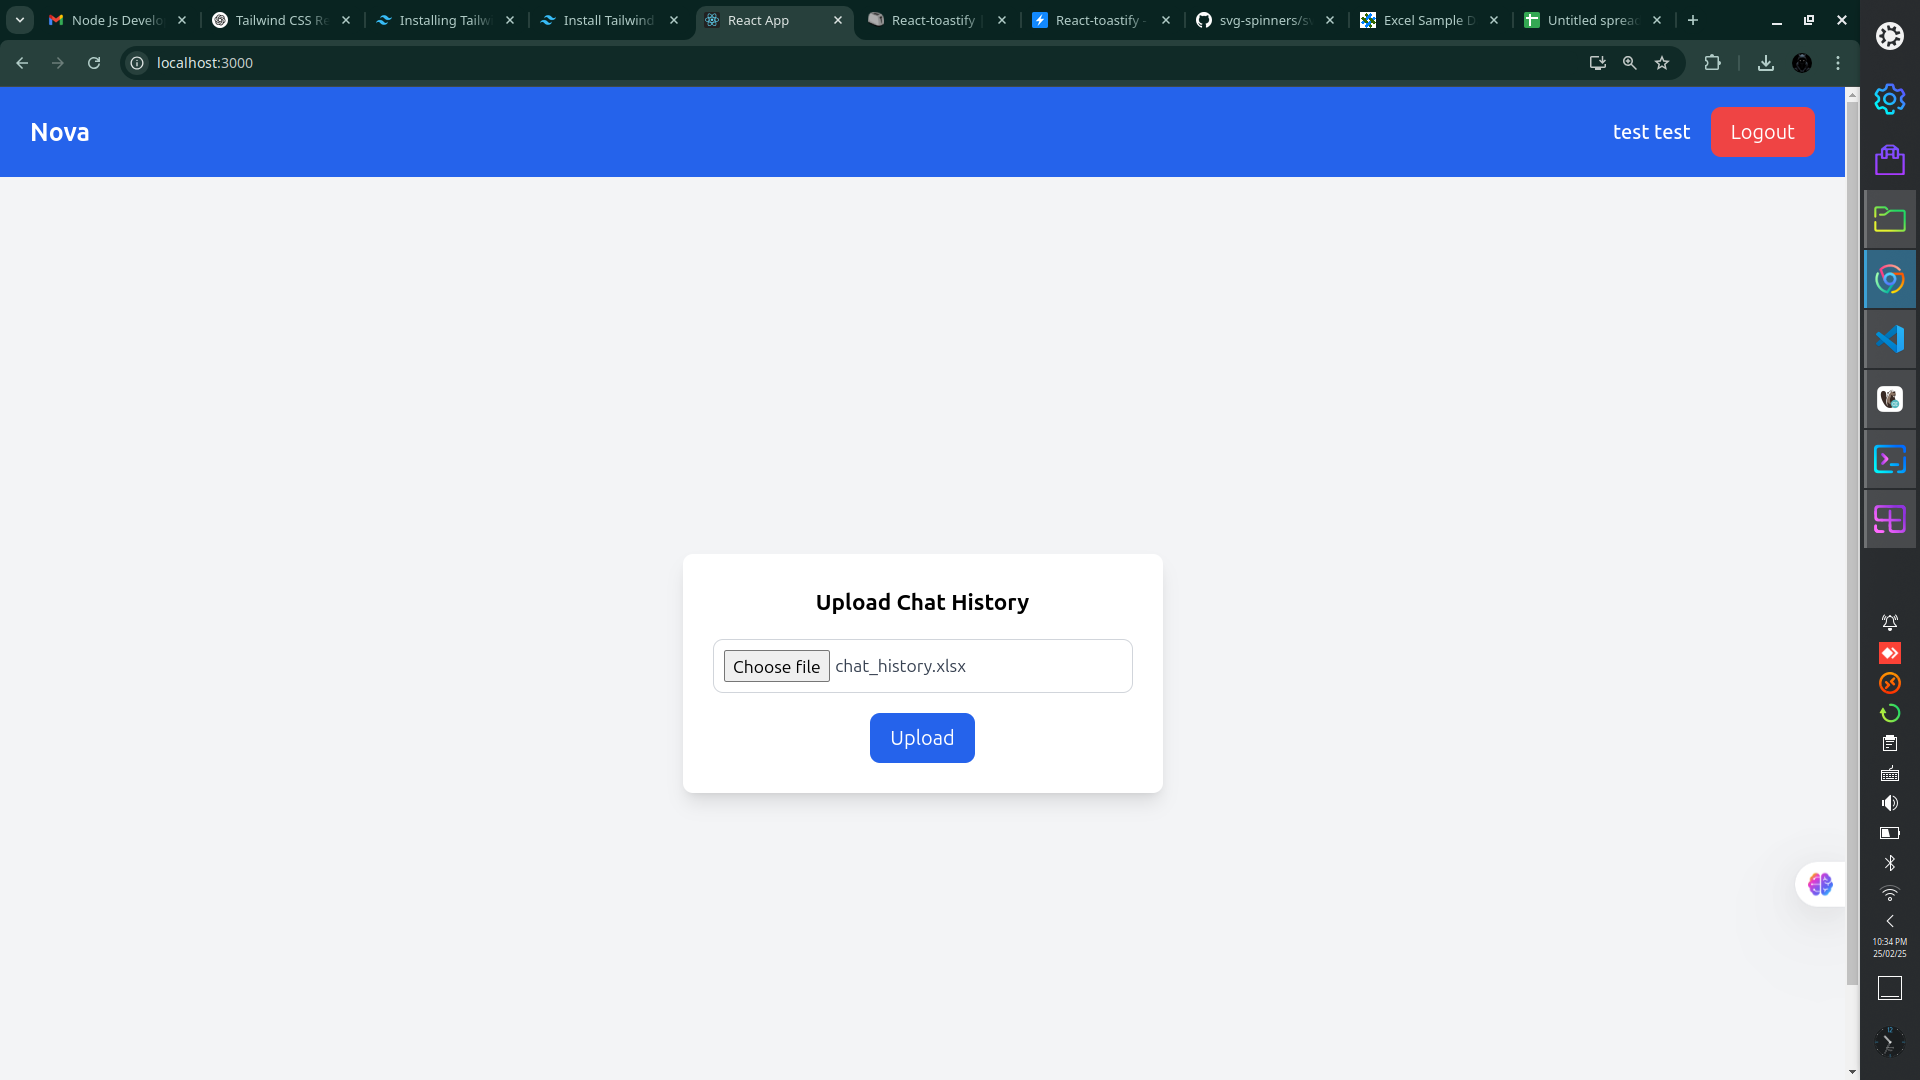 Node Js Develo
Tailwind CSS Re
Installing Tailw
Install Tailwind
React App
React-toastify |
React-toastify -
svg-spinners/sv
Excel Sample D
Untitled spread
localhost:3000
Nova
test test
Logout
Upload Chat History
Choose file chat_history.xlsx
Upload
10:34 PM
25/02/25